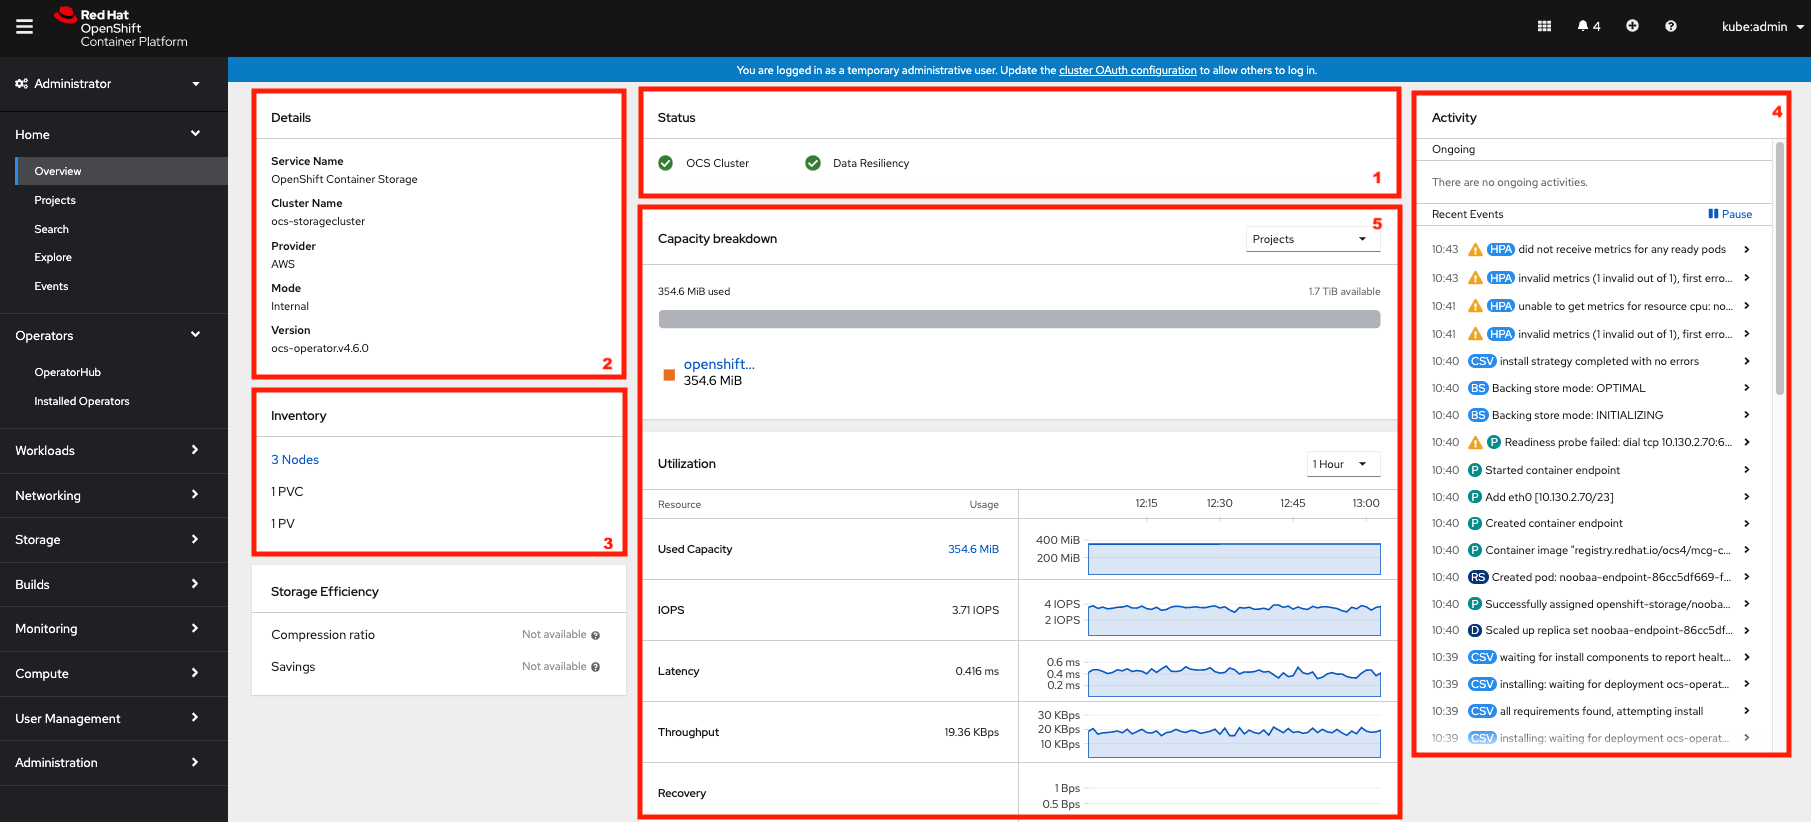 Red Hat
OpenShift
Container Platform
4
kube:admin
Administrator
Home
Overview
Projects
Search
Explore
Events
Operators
OperatorHub
Installed Operators
Workloads
Networking
Storage
Builds
Monitoring
Compute
User Management
Administration
You are logged in as a temporary administrative user. Update the cluster OAuth configuration to allow others to log in.
Details
Service Name
OpenShift Container Storage
Cluster Name
ocs-storagecluster
Provider
AWS
Mode
Internal
Version
ocs-operator.v4.6.0
2
Inventory
3 Nodes
1 PVC
1 PV
3
Storage Efficiency
Compression ratio Not available
Savings Not available
Status
OCS Cluster Data Resiliency
1
5
Capacity breakdown Projects
354.6 MiB used 1.7 TiB available
openshift...
354.6 MiB
Utilization 1 Hour
Resource Usage 12:15 12:30 12:45 13:00
Used Capacity 354.6 MiB 400 MiB
200 MiB
IOPS 3.71 IOPS 4 IOPS
2 IOPS
Latency 0.416 ms 0.6 ms
0.4 ms
0.2 ms
Throughput 19.36 KBps 30 KBps
20 KBps
10 KBps
Recovery 1 Bps
0.5 Bps
4
Activity
Ongoing
There are no ongoing activities.
Recent Events Pause
10:43 HPA did not receive metrics for any ready pods
10:43 HPA invalid metrics (1 invalid out of 1), first erro...
10:41 HPA unable to get metrics for resource cpu: no...
10:41 HPA invalid metrics (1 invalid out of 1), first erro...
10:40 CSV install strategy completed with no errors
10:40 BS Backing store mode: OPTIMAL
10:40 BS Backing store mode: INITIALIZING
10:40 P Readiness probe failed: dial tcp 10.130.2.70:6...
10:40 P Started container endpoint
10:40 P Add eth0 [10.130.2.70/23]
10:40 P Created container endpoint
10:40 P Container image "registry.redhat.io/ocs4/mcg-c...
10:40 RS Created pod: noobaa-endpoint-86cc5df669-f...
10:40 P Successfully assigned openshift-storage/nooba...
10:40 D Scaled up replica set noobaa-endpoint-86cc5df...
10:39 CSV waiting for install components to report healt...
10:39 CSV installing: waiting for deployment ocs-operat...
10:39 CSV all requirements found, attempting install
10:39 CSV installing: waiting for deployment ocs-operat...